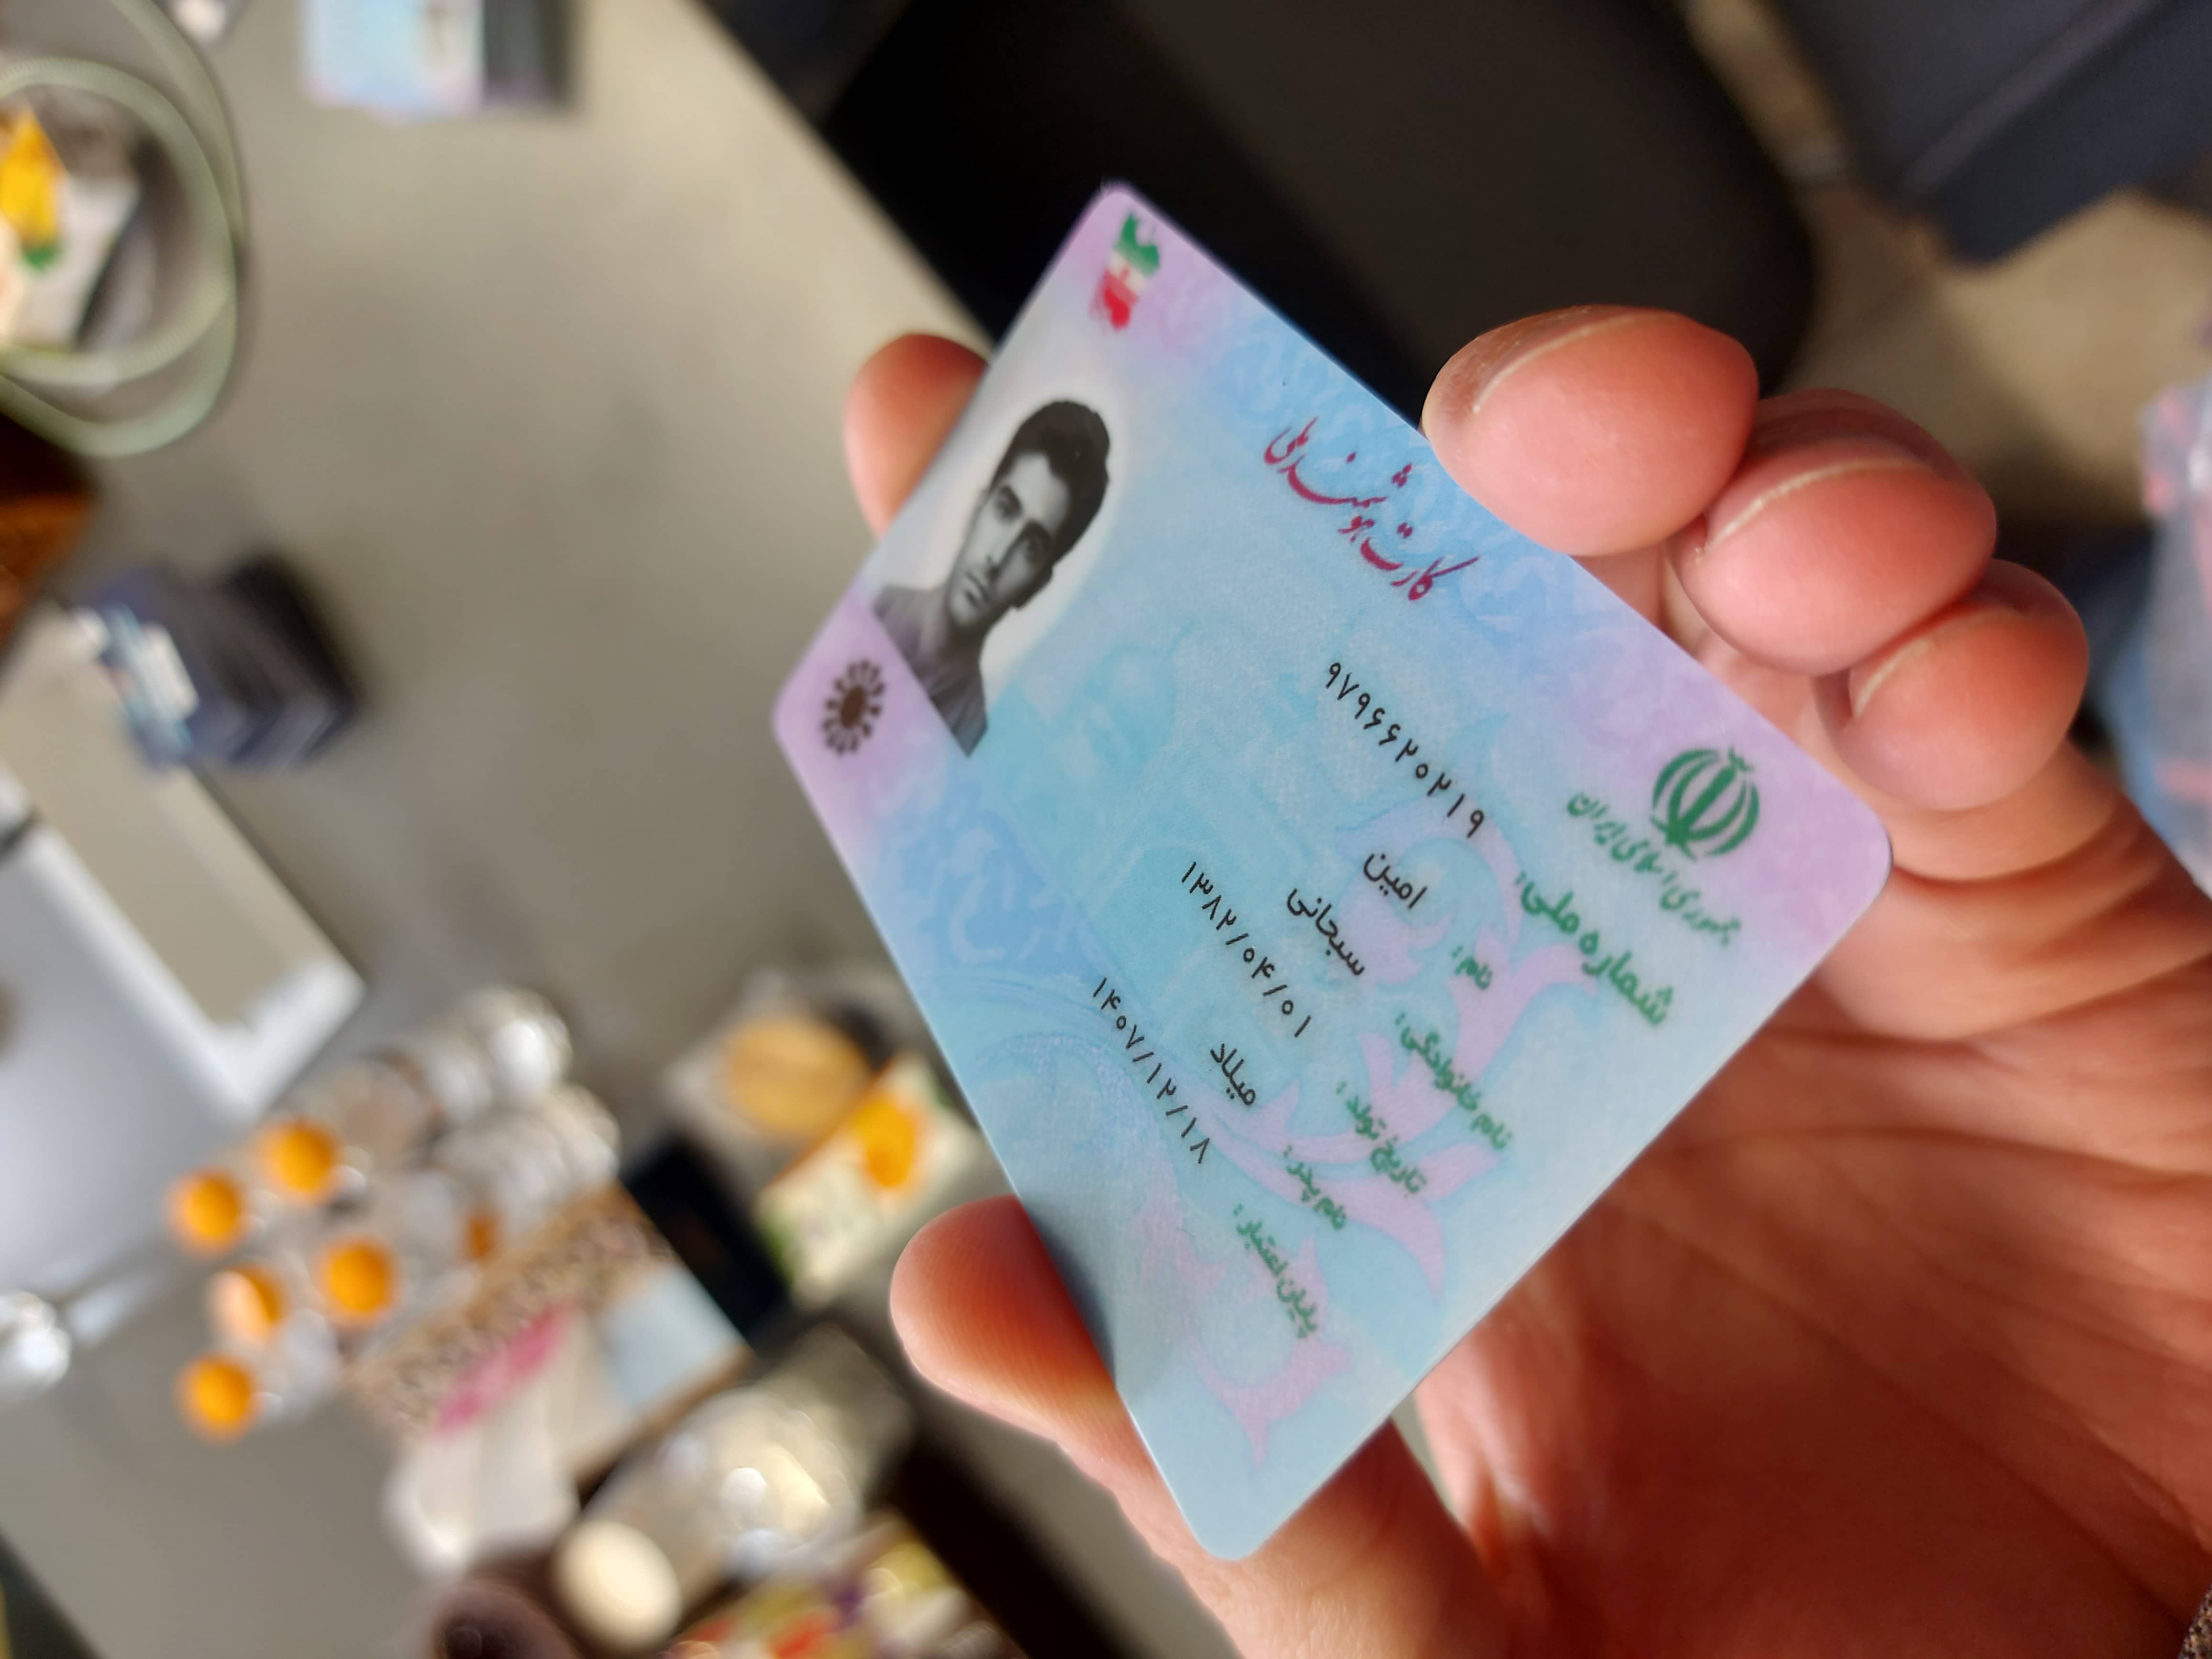 کارت هوشمند ملی
جمهوری اسلامی ایران
شماره ملی: ۹۷۹۶۶۲۰۲۱۹
نام: امین
نام خانوادگی: سبحانی
تاریخ تولد: ۱۳۸۲/۰۴/۰۱
نام پدر: میلاد
پایان اعتبار: ۱۴۰۷/۱۲/۱۸